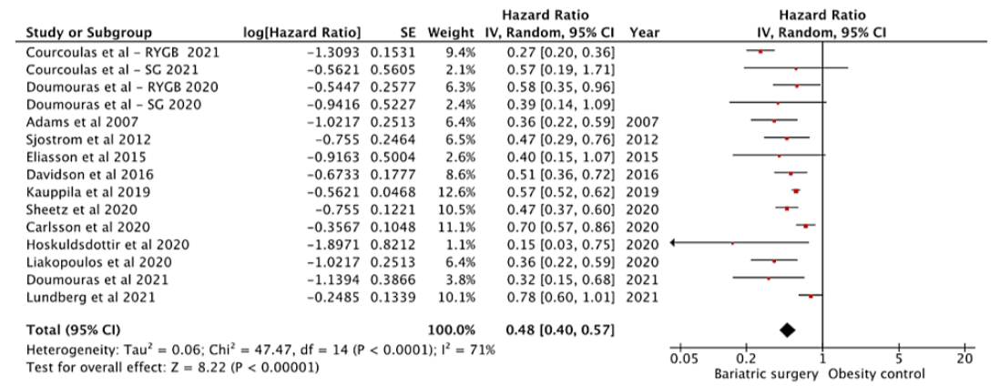 Hazard Ratio Hazard Ratio
Study or Subgroup log[Hazard Ratio] SE Weight IV, Random, 95% CI Year IV, Random, 95% CI
Courcoulas et al – RYGB 2021 −1.3093 0.1531 9.4% 0.27 [0.20, 0.36]
Courcoulas et al – SG 2021 −0.5621 0.5605 2.1% 0.57 [0.19, 1.71]
Doumouras et al – RYGB 2020 −0.5447 0.2577 6.3% 0.58 [0.35, 0.96]
Doumouras et al – SG 2020 −0.9416 0.5227 2.4% 0.39 [0.14, 1.09]
Adams et al 2007 −1.0217 0.2513 6.4% 0.36 [0.22, 0.59] 2007
Sjostrom et al 2012 −0.755 0.2464 6.5% 0.47 [0.29, 0.76] 2012
Eliasson et al 2015 −0.9163 0.5004 2.6% 0.40 [0.15, 1.07] 2015
Davidson et al 2016 −0.6733 0.1777 8.6% 0.51 [0.36, 0.72] 2016
Kauppila et al 2019 −0.5621 0.0468 12.6% 0.57 [0.52, 0.62] 2019
Sheetz et al 2020 −0.755 0.1221 10.5% 0.47 [0.37, 0.60] 2020
Carlsson et al 2020 −0.3567 0.1048 11.1% 0.70 [0.57, 0.86] 2020
Hoskuldsdottir et al 2020 −1.8971 0.8212 1.1% 0.15 [0.03, 0.75] 2020
Liakopoulos et al 2020 −1.0217 0.2513 6.4% 0.36 [0.22, 0.59] 2020
Doumouras et al 2021 −1.1394 0.3866 3.8% 0.32 [0.15, 0.68] 2021
Lundberg et al 2021 −0.2485 0.1339 10.1% 0.78 [0.60, 1.01] 2021
Total (95% CI) 100.0% 0.48 [0.40, 0.57]
Heterogeneity: Tau² = 0.06; Chi² = 47.47, df = 14 (P < 0.0001); I² = 71%
Test for overall effect: Z = 8.22 (P < 0.00001)
0.05 0.2 1 5 20
Bariatric surgery Obesity control